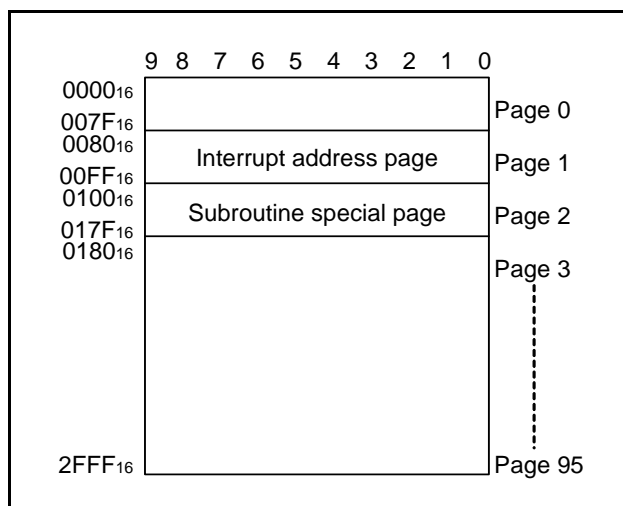 9 8 7 6 5 4 3 2 1 0
0000₁₆
Page 0
007F₁₆
0080₁₆
Interrupt address page
Page 1
00FF₁₆
0100₁₆
Subroutine special page
Page 2
017F₁₆
0180₁₆
Page 3
2FFF₁₆
Page 95